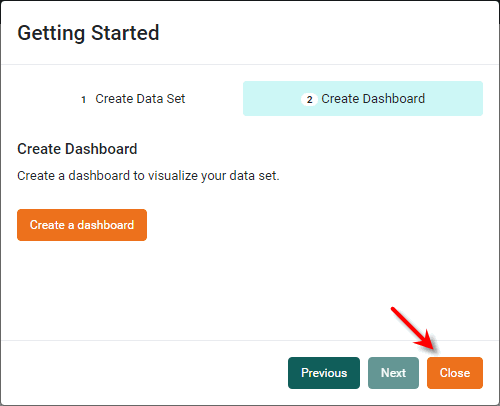 Getting Started
1 Create Data Set
2 Create Dashboard
Create Dashboard
Create a dashboard to visualize your data set.
Create a dashboard
Previous
Next
Close